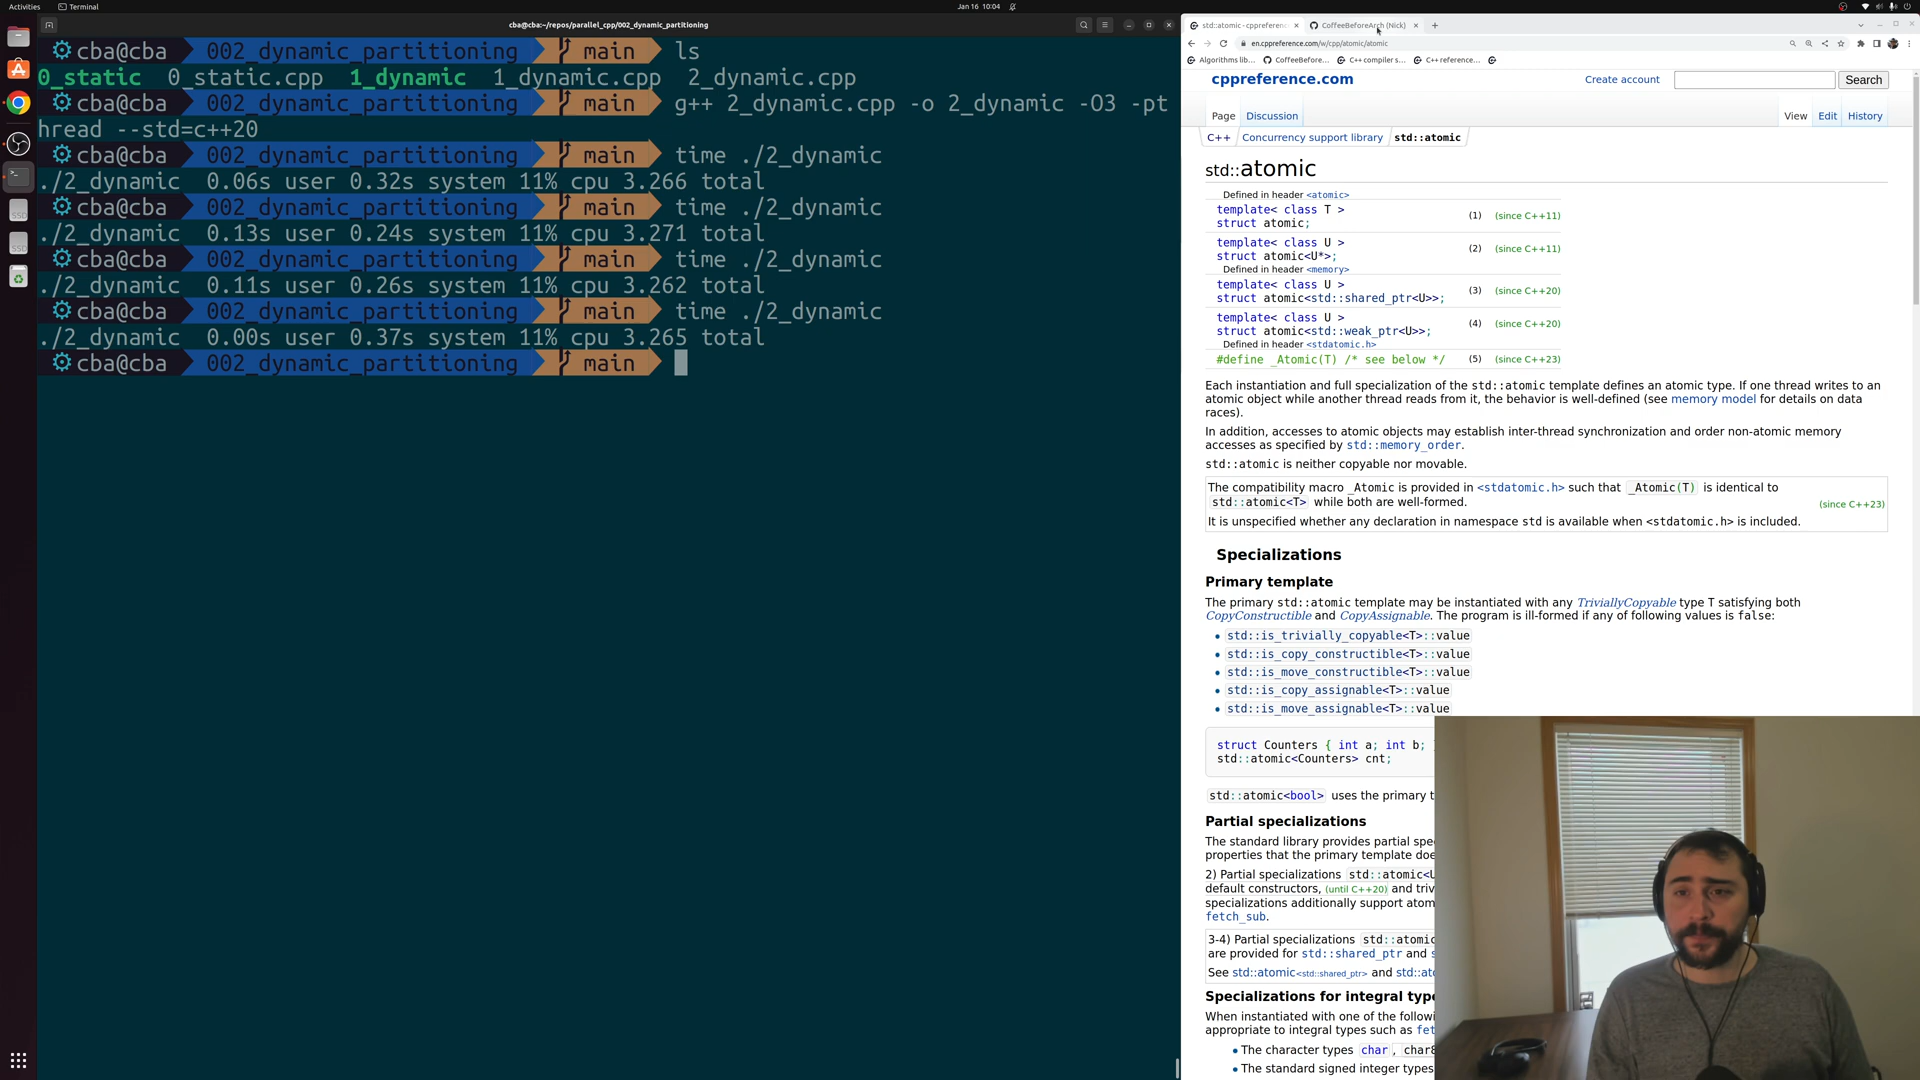 Activities
Terminal
Jan 16 10:04
cba@cba:~/repos/parallel_cpp/002_dynamic_partitioning
cba@cba 002_dynamic_partitioning main ls
0_static 0_static.cpp 1_dynamic 1_dynamic.cpp 2_dynamic.cpp
cba@cba 002_dynamic_partitioning main g++ 2_dynamic.cpp -o 2_dynamic -O3 -pt
hread --std=c++20
cba@cba 002_dynamic_partitioning main time ./2_dynamic
./2_dynamic 0.06s user 0.32s system 11% cpu 3.266 total
cba@cba 002_dynamic_partitioning main time ./2_dynamic
./2_dynamic 0.13s user 0.24s system 11% cpu 3.271 total
cba@cba 002_dynamic_partitioning main time ./2_dynamic
./2_dynamic 0.11s user 0.26s system 11% cpu 3.262 total
cba@cba 002_dynamic_partitioning main time ./2_dynamic
./2_dynamic 0.00s user 0.37s system 11% cpu 3.265 total
cba@cba 002_dynamic_partitioning main
SSD
SSD
std::atomic - cppreferenc
CoffeeBeforeArch (Nick)
en.cppreference.com/w/cpp/atomic/atomic
Algorithms lib...
CoffeeBefore...
C++ compiler s...
C++ reference...
cppreference.com
Create account
Search
Page
Discussion
View
Edit
History
C++
Concurrency support library
std::atomic
std::atomic
Defined in header <atomic>
template< class T >
struct atomic;
(1) (since C++11)
template< class U >
struct atomic<U*>;
(2) (since C++11)
Defined in header <memory>
template< class U >
struct atomic<std::shared_ptr<U>>;
(3) (since C++20)
template< class U >
struct atomic<std::weak_ptr<U>>;
(4) (since C++20)
Defined in header <stdatomic.h>
#define _Atomic(T) /* see below */
(5) (since C++23)
Each instantiation and full specialization of the std::atomic template defines an atomic type. If one thread writes to an
atomic object while another thread reads from it, the behavior is well-defined (see memory model for details on data
races).
In addition, accesses to atomic objects may establish inter-thread synchronization and order non-atomic memory
accesses as specified by std::memory_order.
std::atomic is neither copyable nor movable.
The compatibility macro _Atomic is provided in <stdatomic.h> such that _Atomic(T) is identical to
std::atomic<T> while both are well-formed.
(since C++23)
It is unspecified whether any declaration in namespace std is available when <stdatomic.h> is included.
Specializations
Primary template
The primary std::atomic template may be instantiated with any TriviallyCopyable type T satisfying both
CopyConstructible and CopyAssignable. The program is ill-formed if any of following values is false:
std::is_trivially_copyable<T>::value
std::is_copy_constructible<T>::value
std::is_move_constructible<T>::value
std::is_copy_assignable<T>::value
std::is_move_assignable<T>::value
struct Counters { int a; int b;
std::atomic<Counters> cnt;
std::atomic<bool> uses the primary t
Partial specializations
The standard library provides partial spe
properties that the primary template doe
2) Partial specializations std::atomic<U
default constructors, (until C++20) and triv
specializations additionally support atom
fetch_sub.
3-4) Partial specializations std::atomic
are provided for std::shared_ptr and s
See std::atomic<std::shared_ptr> and std::ato
Specializations for integral type
When instantiated with one of the followi
appropriate to integral types such as fet
The character types char, char8
The standard signed integer types